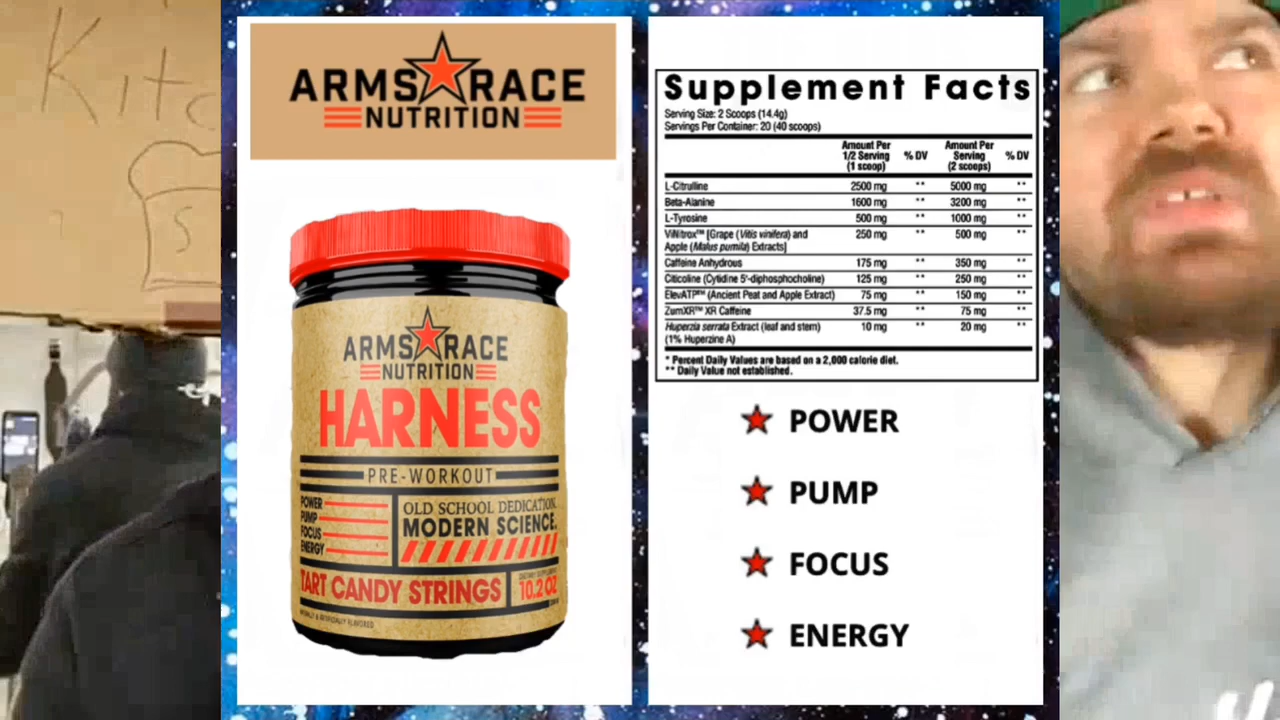 Kitc
S
ARMS RACE
NUTRITION
ARMS RACE
NUTRITION
HARNESS
PRE-WORKOUT
POWER
PUMP
FOCUS
ENERGY
OLD SCHOOL DEDICATION.
MODERN SCIENCE.
TART CANDY STRINGS
DIETARY SUPPLEMENT
10.2 OZ
NATURALLY & ARTIFICIALLY FLAVORED
Supplement Facts
Serving Size: 2 Scoops (14.4g)
Servings Per Container: 20 (40 scoops)
Amount Per 1/2 Serving (1 scoop) % DV Amount Per Serving (2 scoops) % DV
L-Citrulline 2500 mg ** 5000 mg **
Beta-Alanine 1600 mg ** 3200 mg **
L-Tyrosine 500 mg ** 1000 mg **
ViNitrox™ [Grape (Vitis vinifera) and 250 mg ** 500 mg **
Apple (Malus pumila) Extracts]
Caffeine Anhydrous 175 mg ** 350 mg **
Citicoline (Cytidine 5'-diphosphocholine) 125 mg ** 250 mg **
ElevATP™ (Ancient Peat and Apple Extract) 75 mg ** 150 mg **
ZumXR™ XR Caffeine 37.5 mg ** 75 mg **
Huperzia serrata Extract (leaf and stem) 10 mg ** 20 mg **
(1% Huperzine A)
* Percent Daily Values are based on a 2,000 calorie diet.
** Daily Value not established.
POWER
PUMP
FOCUS
ENERGY